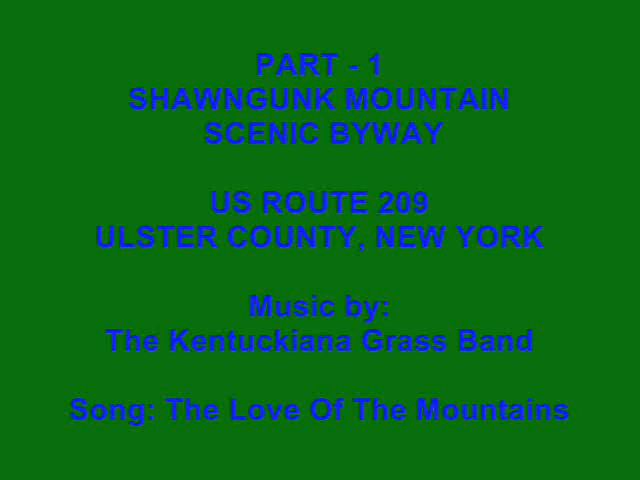 PART - 1
SHAWNGUNK MOUNTAIN
SCENIC BYWAY
US ROUTE 209
ULSTER COUNTY, NEW YORK
Music by:
The Kentuckiana Grass Band
Song: The Love Of The Mountains